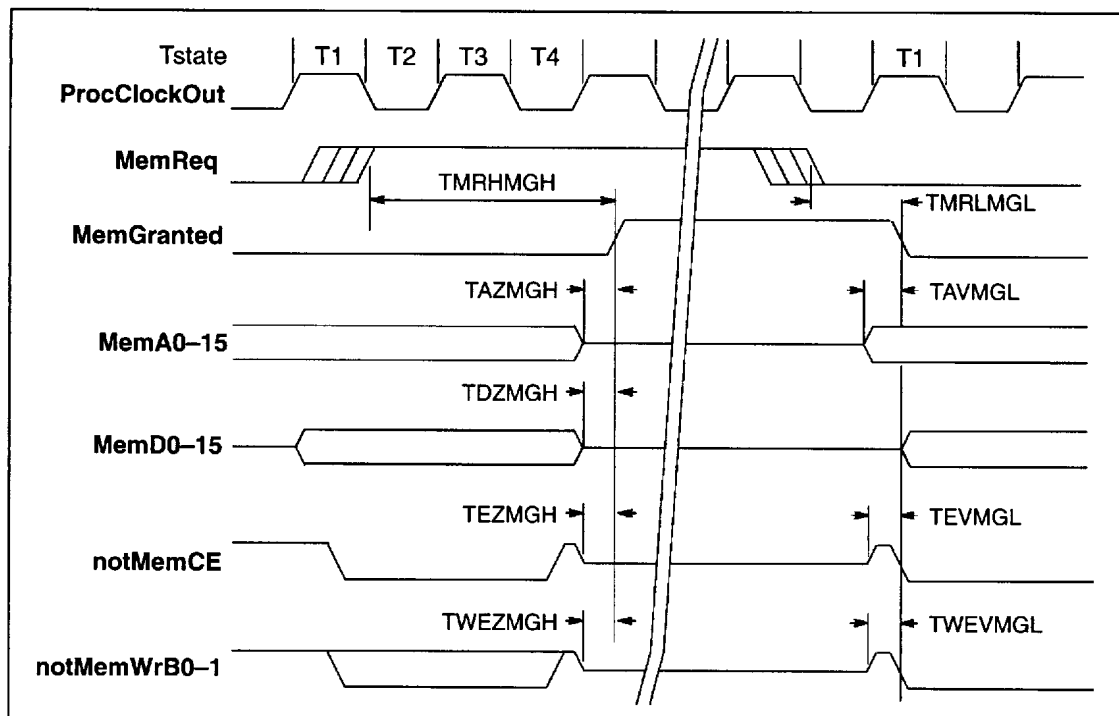 Tstate T1 T2 T3 T4 T1
ProcClockOut
MemReq
TMRHMGH
TMRLMGL
MemGranted
TAZMGH TAVMGL
MemA0–15
TDZMGH
MemD0–15
TEZMGH TEVMGL
notMemCE
TWEZMGH TWEVMGL
notMemWrB0–1